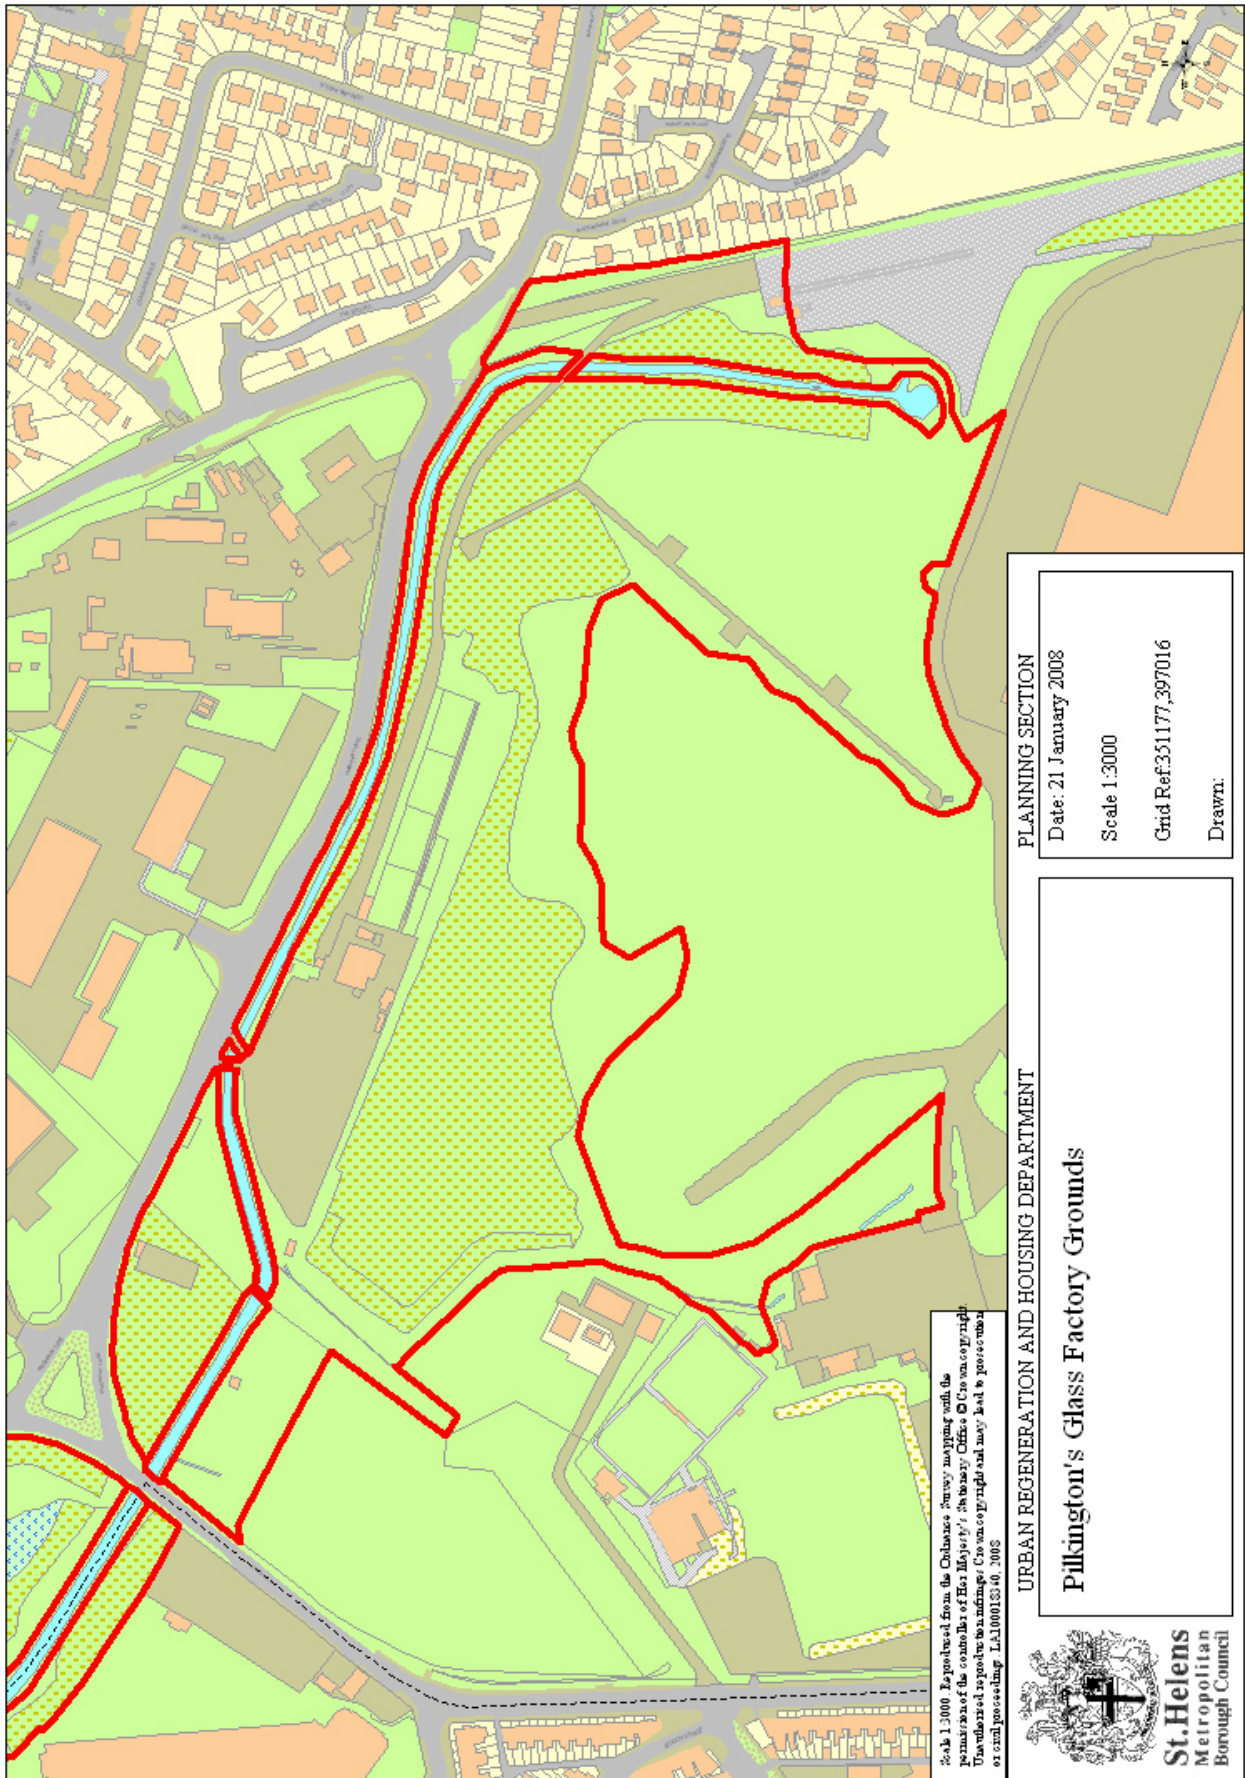 Scale 1:3000. Reproduced from the Ordnance Survey mapping with the
permission of the controller of Her Majesty's Stationery Office © Crown copyright.
Unauthorised reproduction infringes Crown copyright and may lead to prosecution
or civil proceedings. LA100018340, 2008
St.Helens
Metropolitan
Borough Council
URBAN REGENERATION AND HOUSING DEPARTMENT
Pilkington's Glass Factory Grounds
PLANNING SECTION
Date: 21 January 2008
Scale 1:3000
Grid Ref:351177,397016
Drawn: